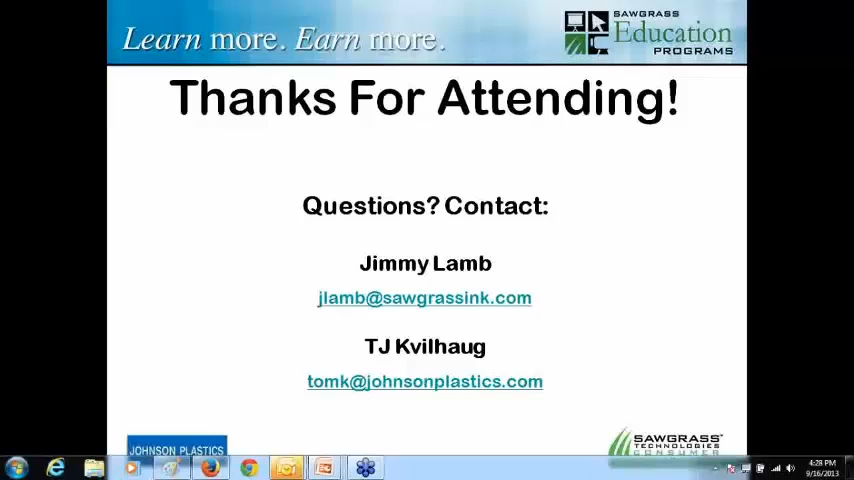 Learn more. Earn more.
SAWGRASS
Education
PROGRAMS
Thanks For Attending!
Questions? Contact:
Jimmy Lamb
jlamb@sawgrassink.com
TJ Kvilhaug
tomk@johnsonplastics.com
JOHNSON PLASTICS
SAWGRASS
TECHNOLOGIES
CONSUMER
4:28 PM
9/16/2013